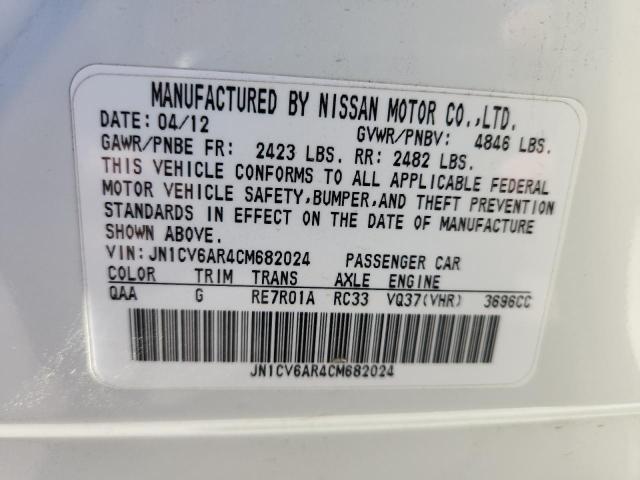 MANUFACTURED BY NISSAN MOTOR CO.,LTD.
DATE: 04/12 GVWR/PNBV: 4846 LBS.
GAWR/PNBE FR: 2423 LBS. RR: 2482 LBS.
THIS VEHICLE CONFORMS TO ALL APPLICABLE FEDERAL
MOTOR VEHICLE SAFETY,BUMPER,AND THEFT PREVENTION
STANDARDS IN EFFECT ON THE DATE OF MANUFACTURE
SHOWN ABOVE.
VIN:JN1CV6AR4CM682024 PASSENGER CAR
COLOR TRIM TRANS AXLE ENGINE
QAA G RE7R01A RC33 VQ37(VHR) 3696CC
JN1CV6AR4CM682024